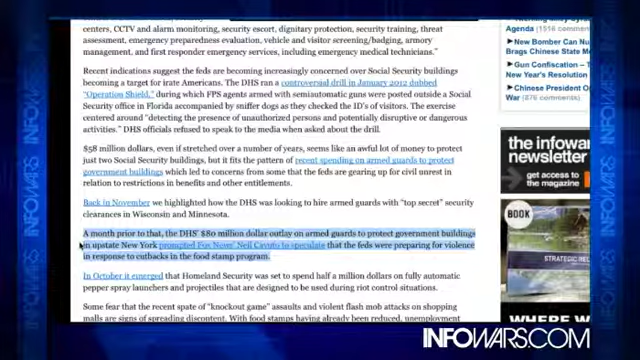 centers, CCTV and alarm monitoring, security escort, dignitary protection, security training, threat
assessment, emergency preparedness evaluation, vehicle and visitor screening/badging, armory
management, and first responder emergency services, including emergency medical technicians."
Recent indications suggest the feds are becoming increasingly concerned over Social Security buildings
becoming a target for irate Americans. The DHS ran a controversial drill in January 2012 dubbed
"Operation Shield," during which FPS agents armed with semiautomatic guns were posted outside a Social
Security office in Florida accompanied by sniffer dogs as they checked the ID's of visitors. The exercise
centered around "detecting the presence of unauthorized persons and potentially disruptive or dangerous
activities." DHS officials refused to speak to the media when asked about the drill.
$58 million dollars, even if stretched over a number of years, seems like an awful lot of money to protect
just two Social Security buildings, but it fits the pattern of recent spending on armed guards to protect
government buildings which led to concerns from some that the feds are gearing up for civil unrest in
relation to restrictions in benefits and other entitlements.
Back in November we highlighted how the DHS was looking to hire armed guards with "top secret" security
clearances in Wisconsin and Minnesota.
A month prior to that, the DHS' $80 million dollar outlay on armed guards to protect government buildings
in upstate New York prompted Fox News' Neil Cavuto to speculate that the feds were preparing for violence
in response to cutbacks in the food stamp program.
In October it emerged that Homeland Security was set to spend half a million dollars on fully automatic
pepper spray launchers and projectiles that are designed to be used during riot control situations.
Some fear that the recent spate of "knockout game" assaults and violent flash mob attacks on shopping
malls are signs of spreading discontent. With food stamps having already been reduced, unemployment
Agenda (1516 comments)
New Bomber Can Nu
Brags Chinese State Me
Gun Confiscation –
New Year's Resolution
Chinese President O
War (876 comments)
the infowar
newsletter
get access to
the magazine
BOOK
STRATEGIC RELOCATION
WHERE W
INFOWARS
INFOWARS
INFOWARS.COM